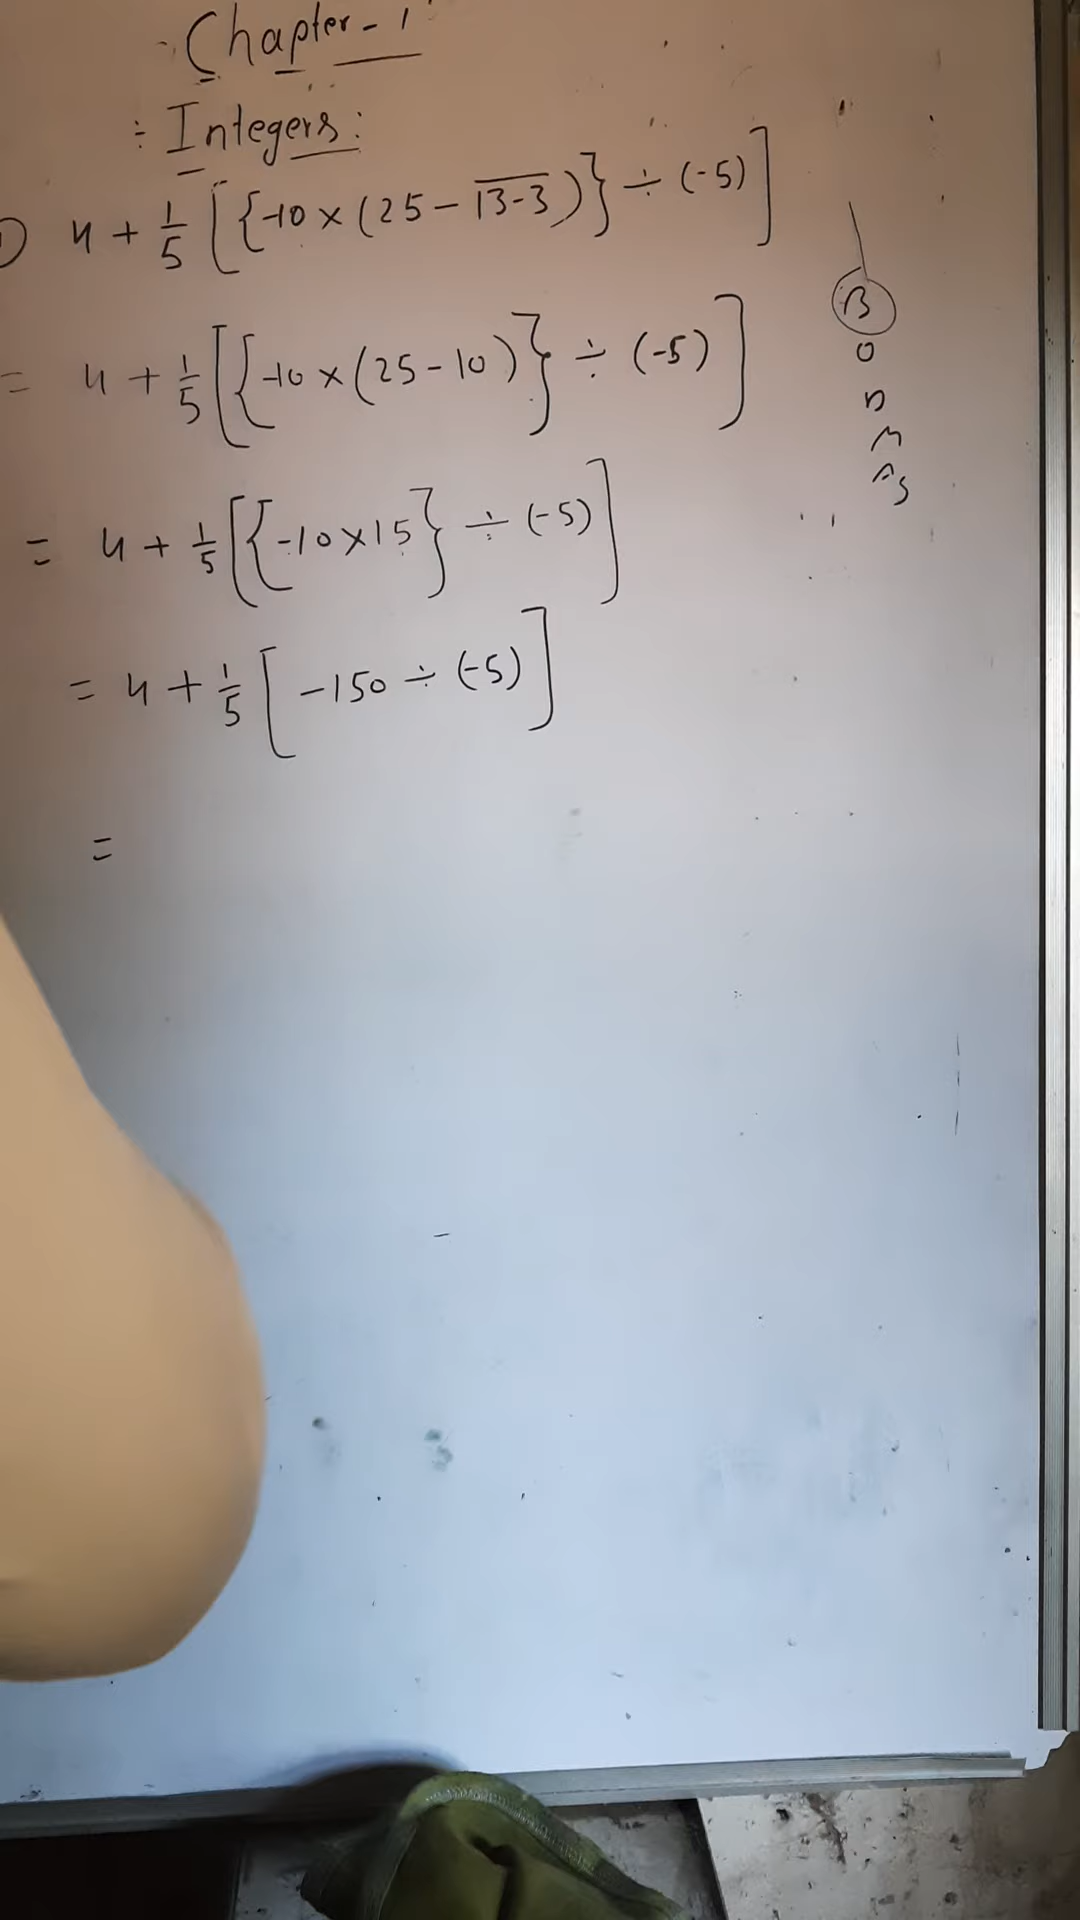 Chapter - 1
: Integers:
1) 4 + 1/5 [{-10 × (25 - 13-3)} ÷ (-5)]
= 4 + 1/5 [{-10 × (25 - 10)} ÷ (-5)]
= 4 + 1/5 [{-10 × 15} ÷ (-5)]
= 4 + 1/5 [-150 ÷ (-5)]
=
B
O
D
M
A
S